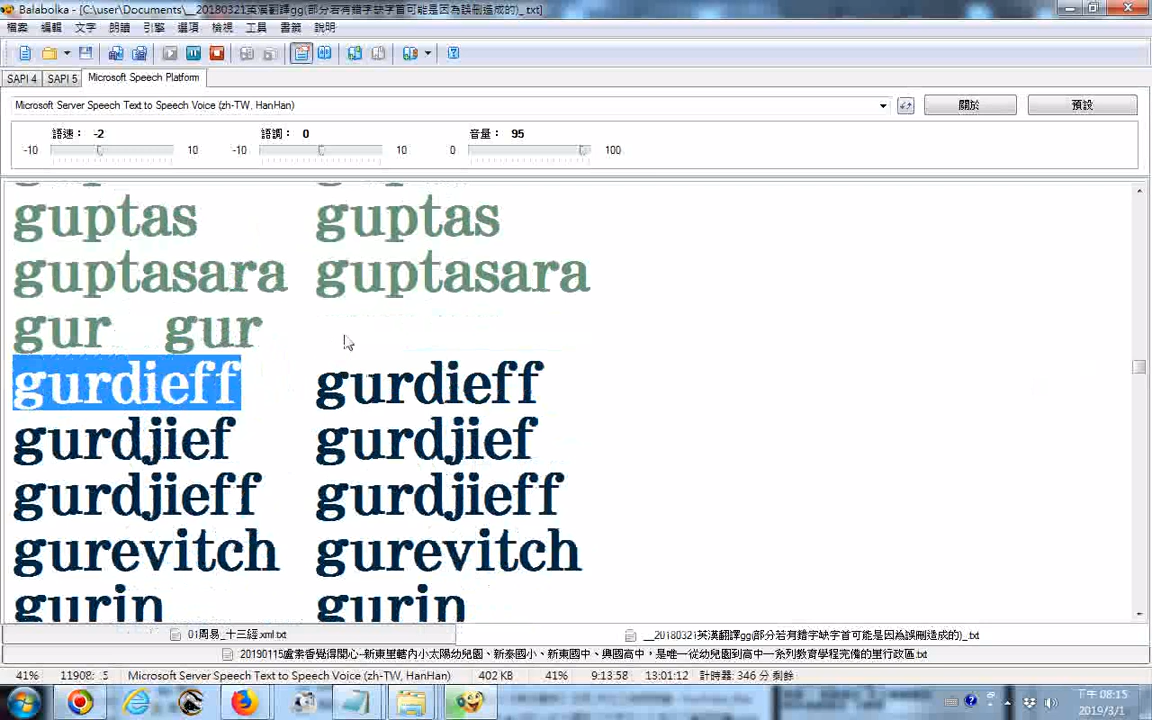 Balabolka - [C:\user\Documents\__20180321英漢翻譯gg(部分若有錯字缺字首可能是因為誤刪造成的)_.txt]
檔案 編輯 文字 朗讀 引擎 選項 檢視 工具 書籤 說明
SAPI 4 SAPI 5 Microsoft Speech Platform
Microsoft Server Speech Text to Speech Voice (zh-TW, HanHan) 關於 預設
語速： -2 語調： 0 音量： 95
-10 10 -10 10 0 100
guptas guptas
guptasara guptasara
gur gur
gurdieff gurdieff
gurdjief gurdjief
gurdjieff gurdjieff
gurevitch gurevitch
gurin gurin
01周易_十三經.xml.txt __20180321英漢翻譯gg(部分若有錯字缺字首可能是因為誤刪造成的)_.txt
20190115盧素香覺得開心-新東里轄內小太陽幼兒園、新泰國小、新東國中、興國高中，是唯一從幼兒園到高中一系列教育學程完備的里行政區.txt
41% 11908: :5 Microsoft Server Speech Text to Speech Voice (zh-TW, HanHan) 402 KB 41% 9:13:58 13:01:12 計時器: 346 分 剩餘
下午 08:15
2019/3/1